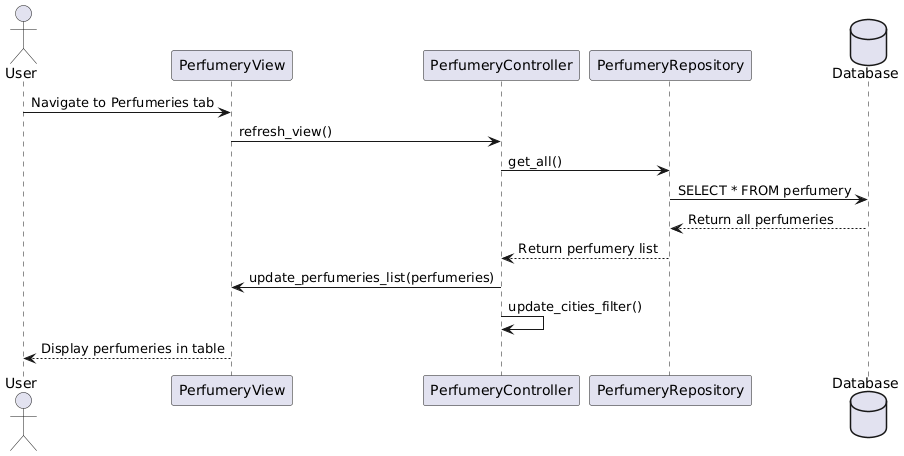 User
PerfumeryView
PerfumeryController
PerfumeryRepository
Database
Navigate to Perfumeries tab
refresh_view()
get_all()
SELECT * FROM perfumery
Return all perfumeries
Return perfumery list
update_perfumeries_list(perfumeries)
update_cities_filter()
Display perfumeries in table
User
PerfumeryView
PerfumeryController
PerfumeryRepository
Database